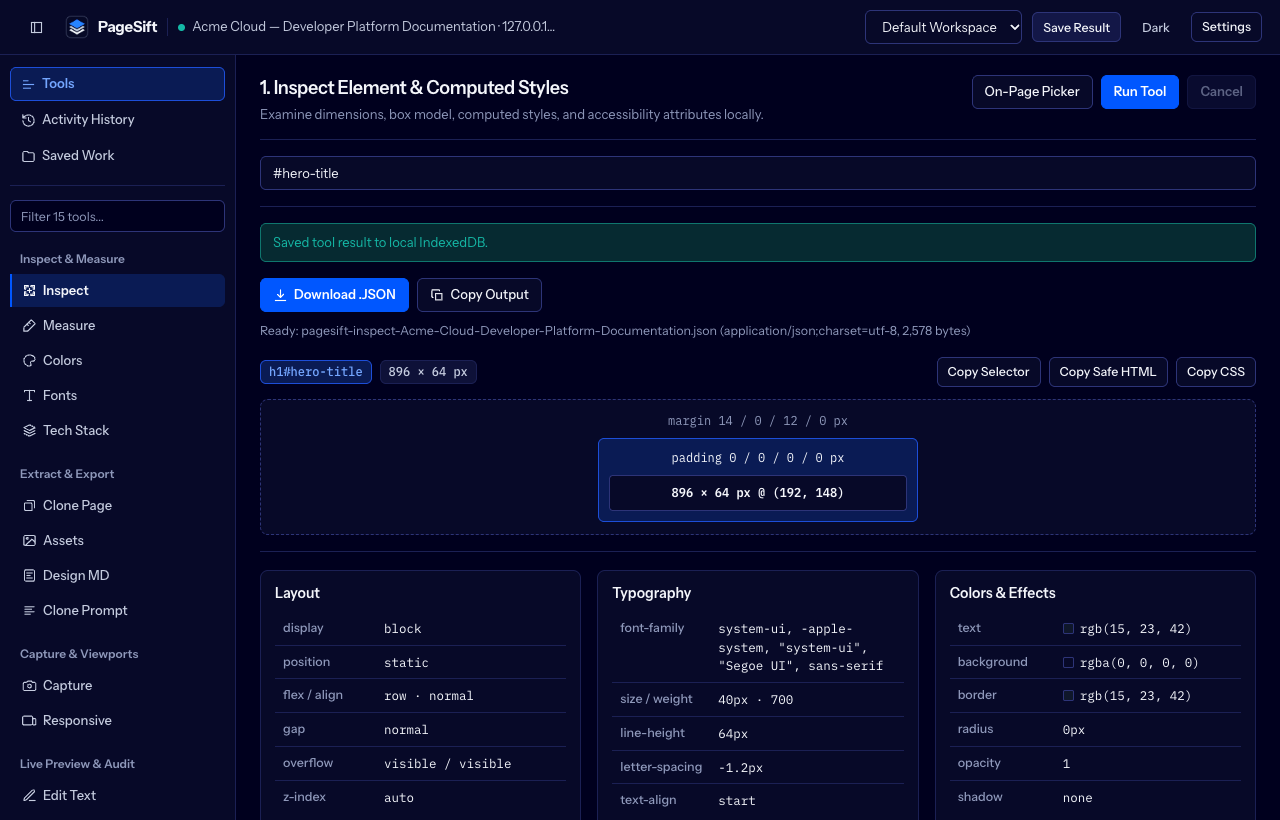 PageSift
Acme Cloud — Developer Platform Documentation · 127.0.0.1...
Default Workspace
Save Result
Dark
Settings
Tools
Activity History
Saved Work
Filter 15 tools...
Inspect & Measure
Inspect
Measure
Colors
Fonts
Tech Stack
Extract & Export
Clone Page
Assets
Design MD
Clone Prompt
Capture & Viewports
Capture
Responsive
Live Preview & Audit
Edit Text
1. Inspect Element & Computed Styles
Examine dimensions, box model, computed styles, and accessibility attributes locally.
On-Page Picker
Run Tool
Cancel
#hero-title
Saved tool result to local IndexedDB.
Download .JSON
Copy Output
Ready: pagesift-inspect-Acme-Cloud-Developer-Platform-Documentation.json (application/json;charset=utf-8, 2,578 bytes)
h1#hero-title
896 × 64 px
Copy Selector
Copy Safe HTML
Copy CSS
margin 14 / 0 / 12 / 0 px
padding 0 / 0 / 0 / 0 px
896 × 64 px @ (192, 148)
Layout
display block
position static
flex / align row · normal
gap normal
overflow visible / visible
z-index auto
Typography
font-family system-ui, -apple-
system, "system-ui",
"Segoe UI", sans-serif
size / weight 40px · 700
line-height 64px
letter-spacing -1.2px
text-align start
Colors & Effects
text rgb(15, 23, 42)
background rgba(0, 0, 0, 0)
border rgb(15, 23, 42)
radius 0px
opacity 1
shadow none